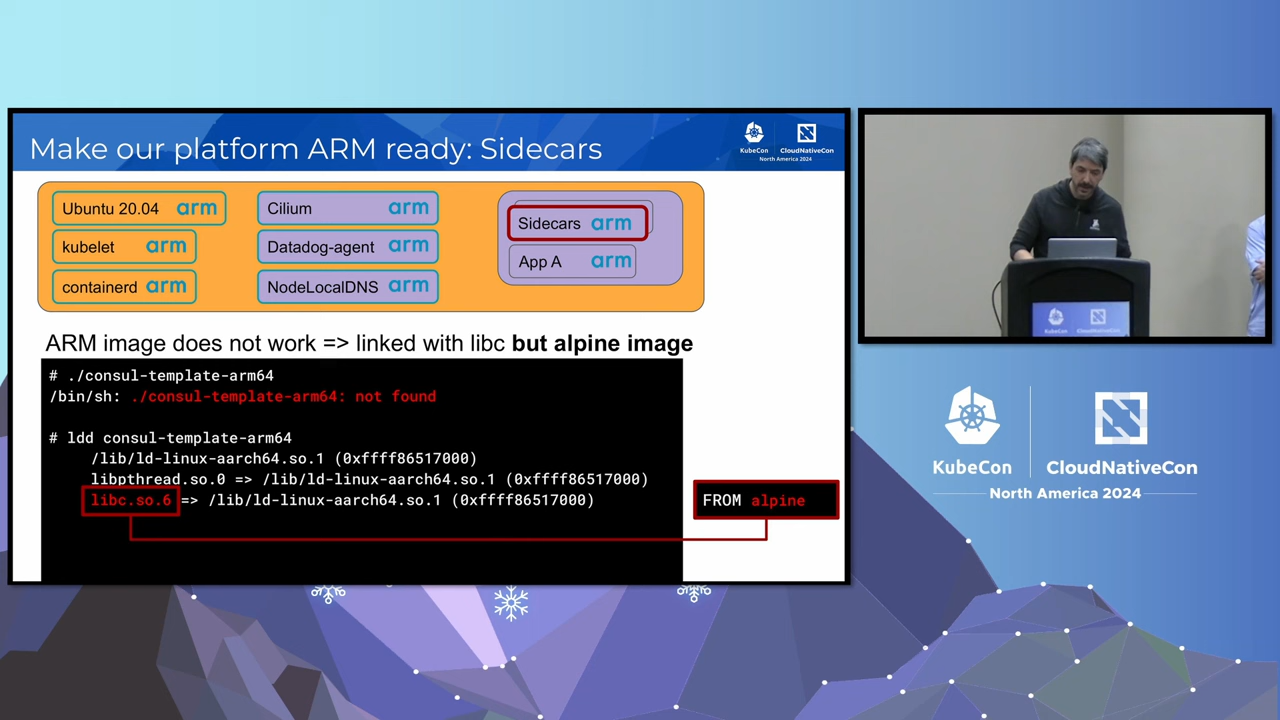 Make our platform ARM ready: Sidecars
KubeCon
CloudNativeCon
North America 2024
Ubuntu 20.04 arm
Cilium arm
Sidecars arm
kubelet arm
Datadog-agent arm
App A arm
containerd arm
NodeLocalDNS arm
ARM image does not work => linked with libc but alpine image
# ./consul-template-arm64
/bin/sh: ./consul-template-arm64: not found
# ldd consul-template-arm64
/lib/ld-linux-aarch64.so.1 (0xffff86517000)
libpthread.so.0 => /lib/ld-linux-aarch64.so.1 (0xffff86517000)
libc.so.6 => /lib/ld-linux-aarch64.so.1 (0xffff86517000)
FROM alpine
KubeCon
CloudNativeCon
KubeCon
CloudNativeCon
North America 2024